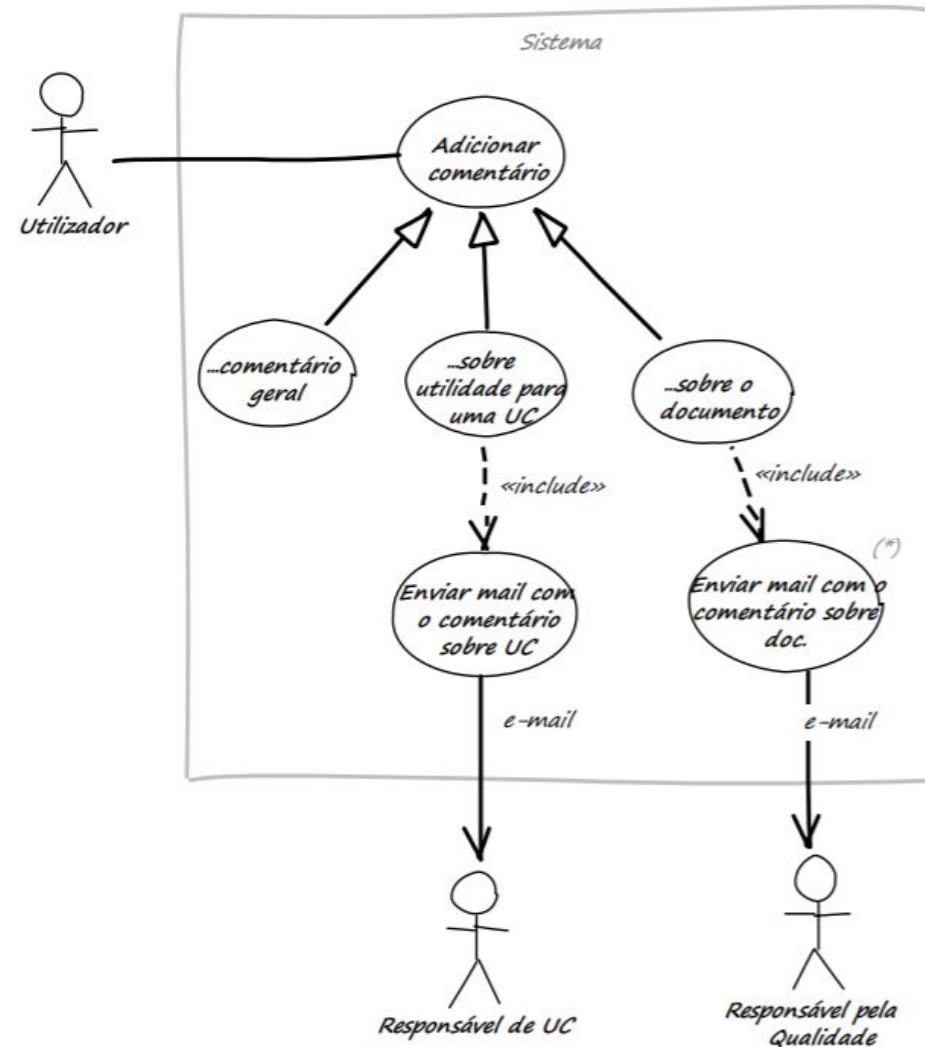 Sistema
Adicionar
comentário
Utilizador
...comentário
geral
...sobre
utilidade para
uma UC
...sobre o
documento
«include»
«include»
(*)
Enviar mail com
o comentário
sobre UC
Enviar mail com o
comentário sobre
doc.
e-mail
e-mail
Responsável de UC
Responsável pela
Qualidade